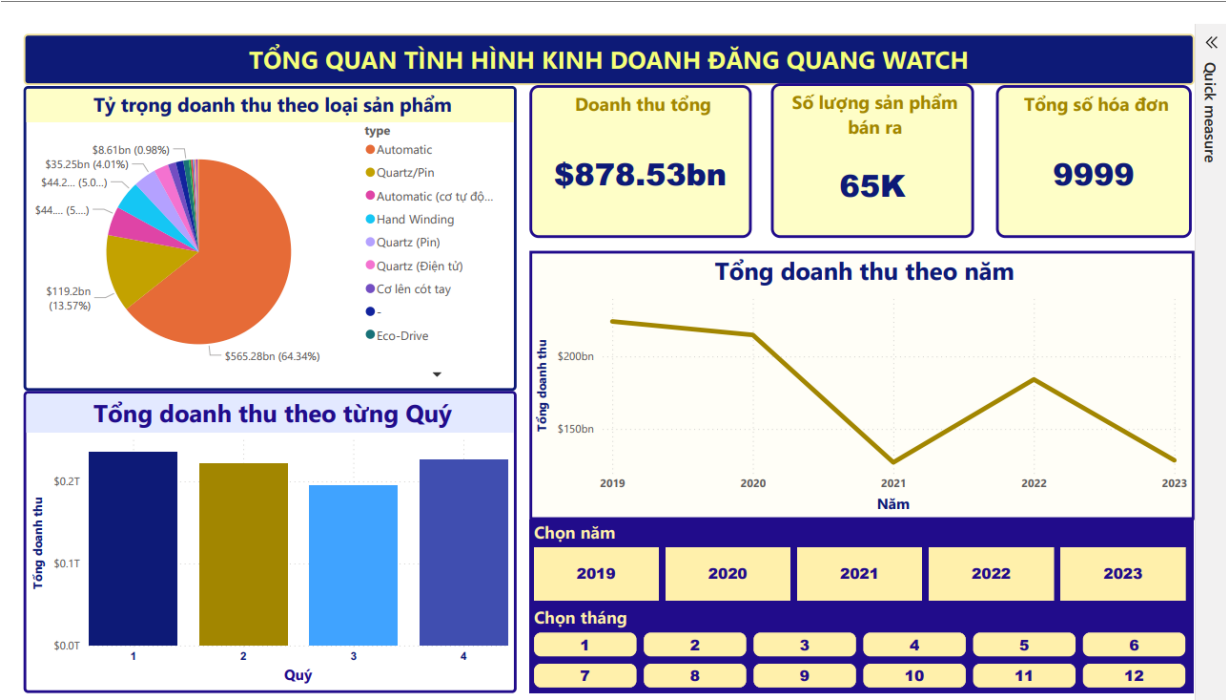 TỔNG QUAN TÌNH HÌNH KINH DOANH ĐĂNG QUANG WATCH
Tỷ trọng doanh thu theo loại sản phẩm
type
Automatic
Quartz/Pin
Automatic (cơ tự độ...
Hand Winding
Quartz (Pin)
Quartz (Điện tử)
Cơ lên cót tay
-
Eco-Drive
$8.61bn (0.98%)
$35.25bn (4.01%)
$44.2... (5.0...)
$44.... (5....)
$119.2bn
(13.57%)
$565.28bn (64.34%)
Doanh thu tổng
$878.53bn
Số lượng sản phẩm
bán ra
65K
Tổng số hóa đơn
9999
Quick measure
Tổng doanh thu theo năm
Tổng doanh thu
$200bn
$150bn
2019 2020 2021 2022 2023
Năm
Tổng doanh thu theo từng Quý
Tổng doanh thu
$0.2T
$0.1T
$0.0T
1 2 3 4
Quý
Chọn năm
2019 2020 2021 2022 2023
Chọn tháng
1 2 3 4 5 6
7 8 9 10 11 12